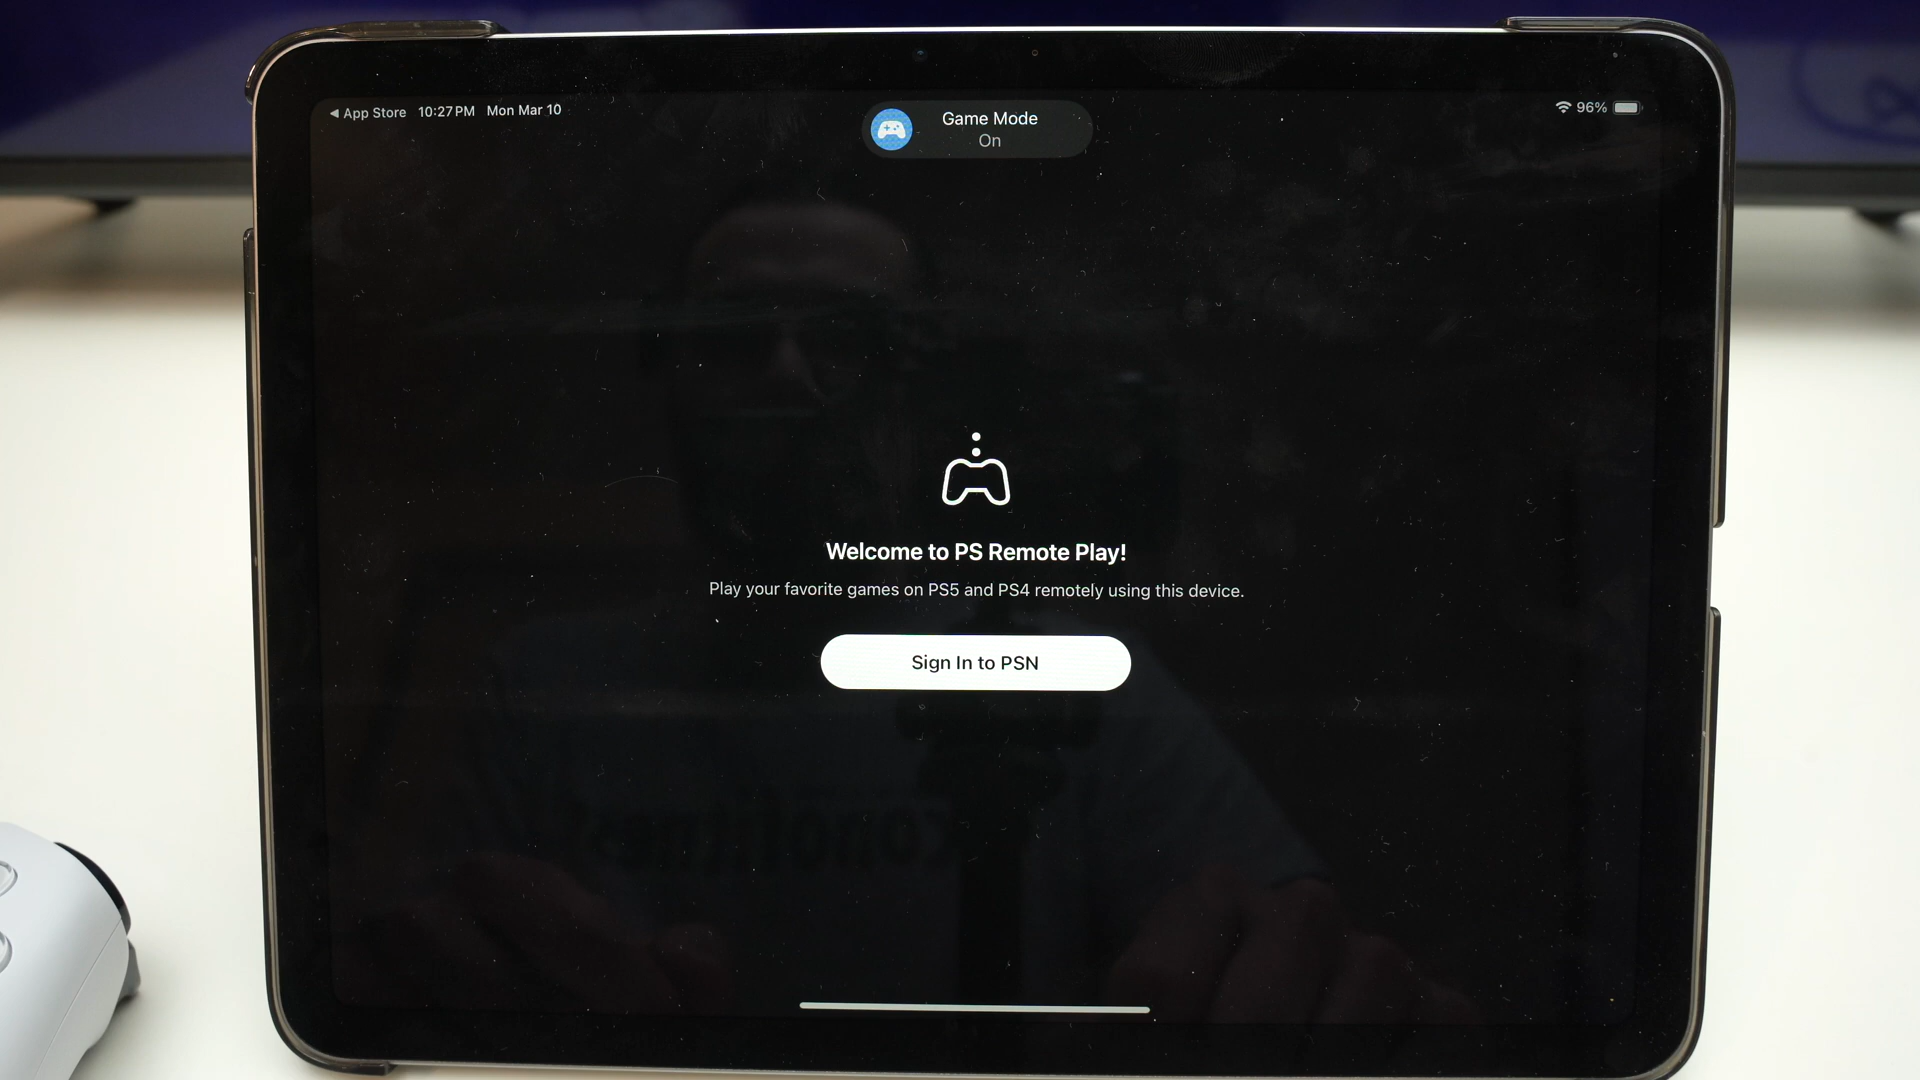 ◀ App Store 10:27 PM Mon Mar 10
Game Mode
On
96%
Welcome to PS Remote Play!
Play your favorite games on PS5 and PS4 remotely using this device.
Sign In to PSN